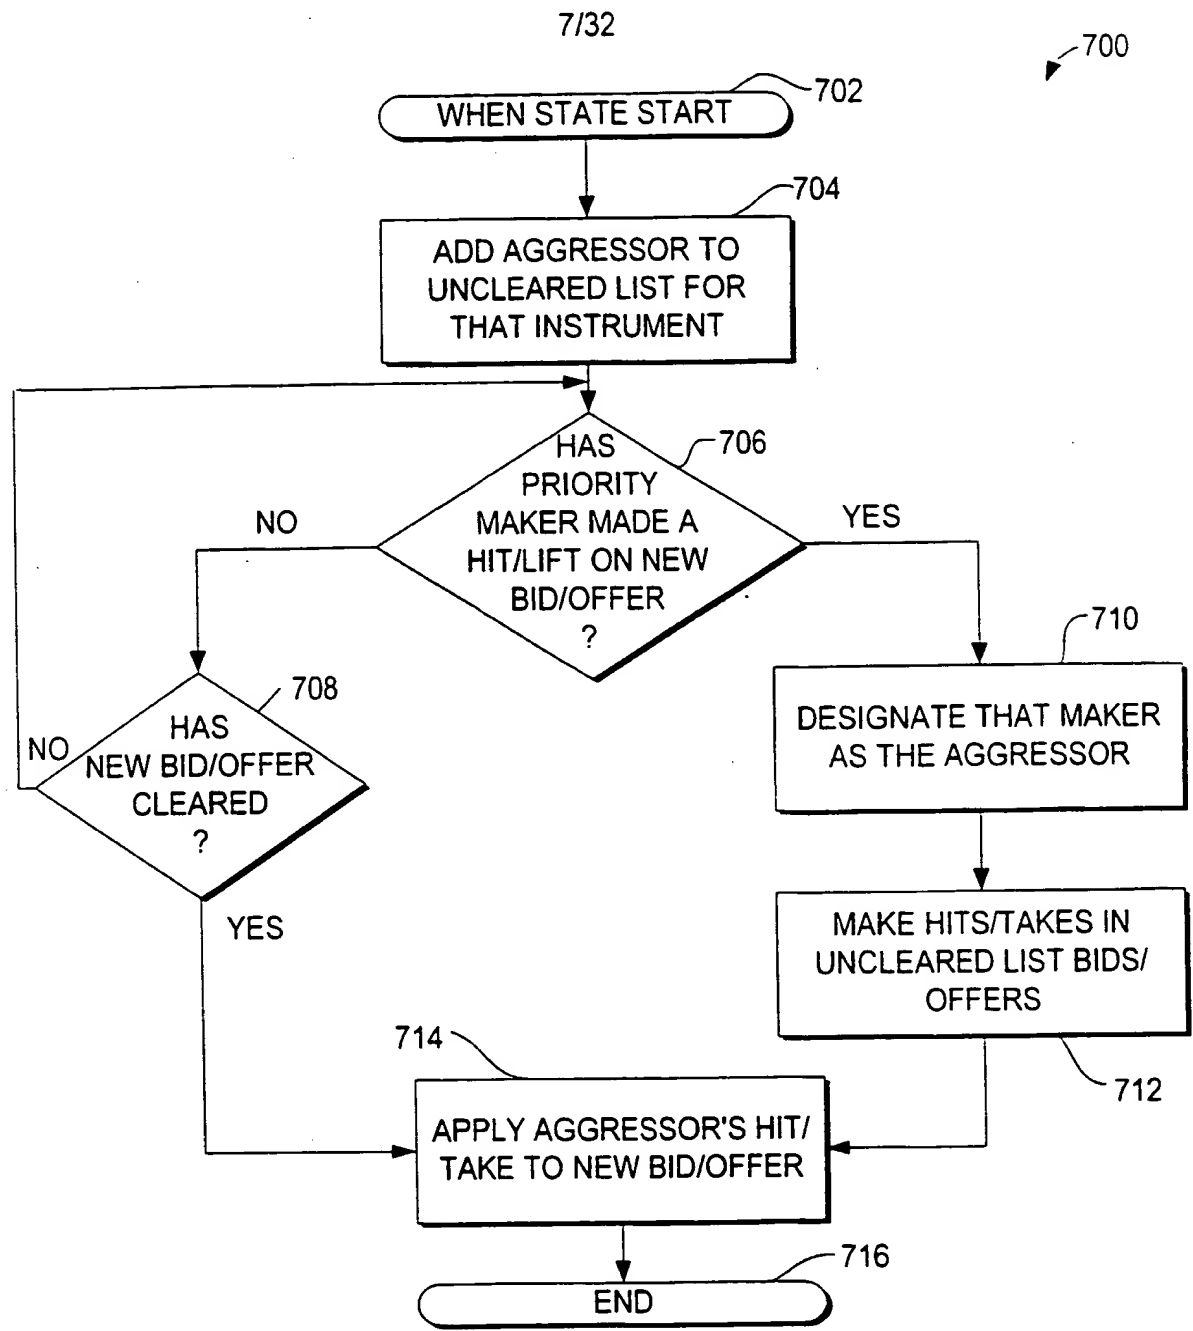 7/32
700
702
WHEN STATE START
704
ADD AGGRESSOR TO
UNCLEARED LIST FOR
THAT INSTRUMENT
706
HAS
PRIORITY
MAKER MADE A
HIT/LIFT ON NEW
BID/OFFER
?
NO
YES
708
HAS
NEW BID/OFFER
CLEARED
?
NO
YES
710
DESIGNATE THAT MAKER
AS THE AGGRESSOR
MAKE HITS/TAKES IN
UNCLEARED LIST BIDS/
OFFERS
712
714
APPLY AGGRESSOR'S HIT/
TAKE TO NEW BID/OFFER
716
END